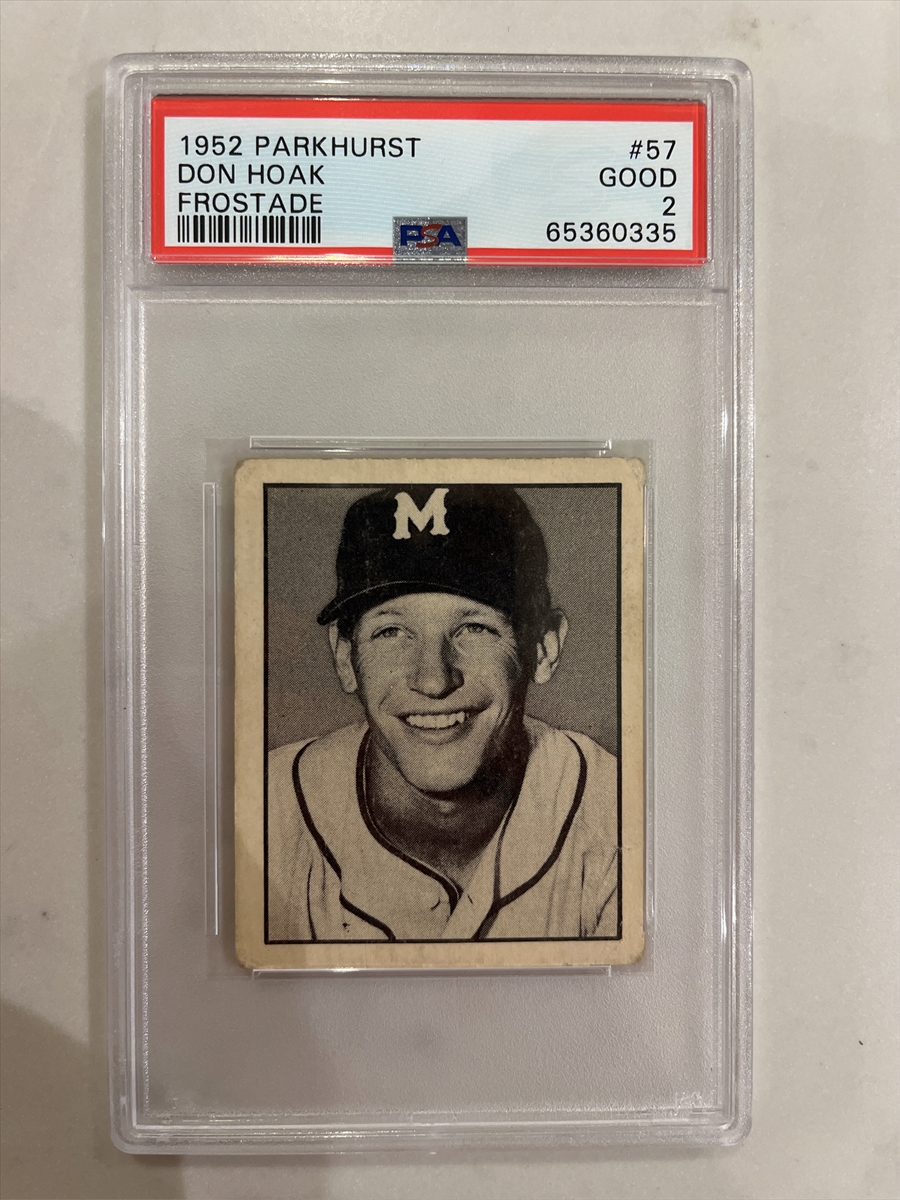 1952 PARKHURST #57
DON HOAK GOOD
FROSTADE 2
PSA 65360335
M